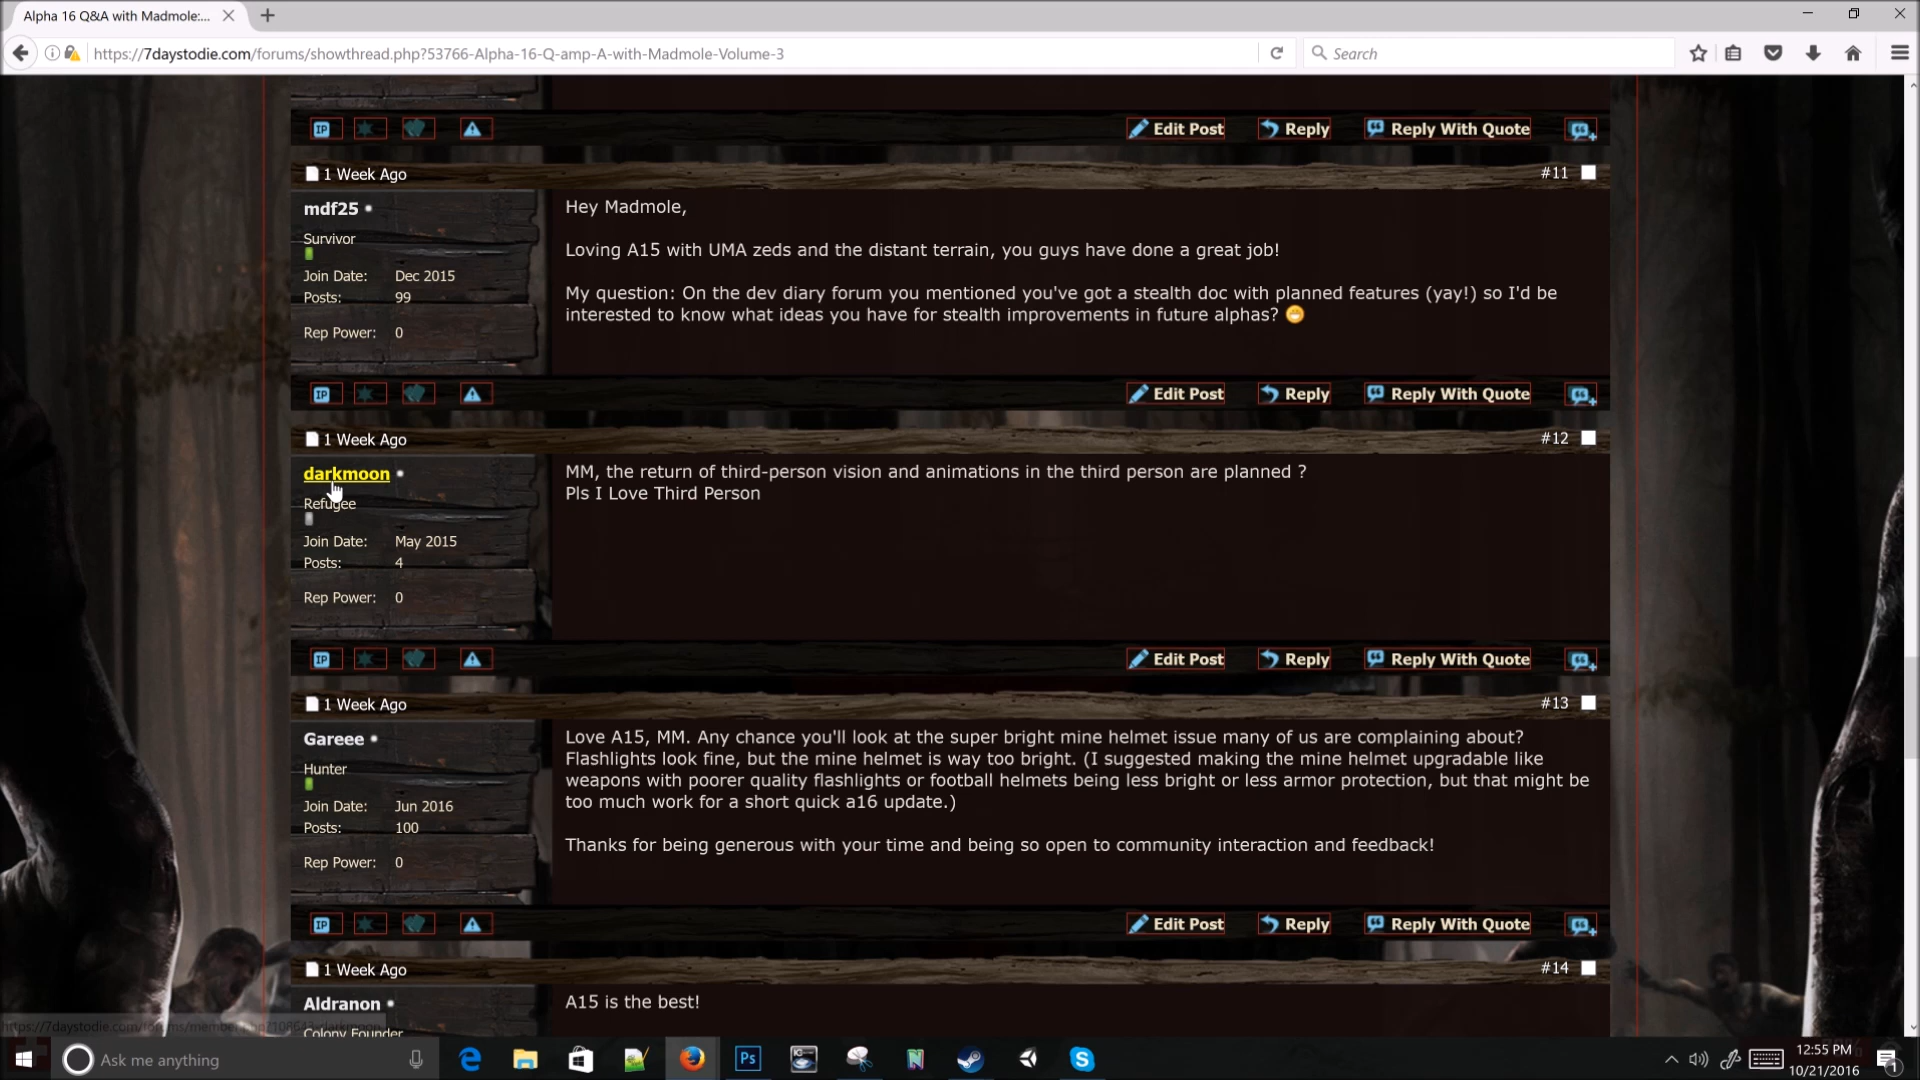 Alpha 16 Q&A with Madmole:...
https://7daystodie.com/forums/showthread.php?53766-Alpha-16-Q-amp-A-with-Madmole-Volume-3
Search
IP
Edit Post
Reply
Reply With Quote
1 Week Ago
#11
mdf25
Survivor
Join Date: Dec 2015
Posts: 99
Rep Power: 0
Hey Madmole,
Loving A15 with UMA zeds and the distant terrain, you guys have done a great job!
My question: On the dev diary forum you mentioned you've got a stealth doc with planned features (yay!) so I'd be
interested to know what ideas you have for stealth improvements in future alphas?
IP
Edit Post
Reply
Reply With Quote
1 Week Ago
#12
darkmoon
Refugee
Join Date: May 2015
Posts: 4
Rep Power: 0
MM, the return of third-person vision and animations in the third person are planned ?
Pls I Love Third Person
IP
Edit Post
Reply
Reply With Quote
1 Week Ago
#13
Gareee
Hunter
Join Date: Jun 2016
Posts: 100
Rep Power: 0
Love A15, MM. Any chance you'll look at the super bright mine helmet issue many of us are complaining about?
Flashlights look fine, but the mine helmet is way too bright. (I suggested making the mine helmet upgradable like
weapons with poorer quality flashlights or football helmets being less bright or less armor protection, but that might be
too much work for a short quick a16 update.)
Thanks for being generous with your time and being so open to community interaction and feedback!
IP
Edit Post
Reply
Reply With Quote
1 Week Ago
#14
Aldranon
Colony Founder
A15 is the best!
Ask me anything
Ps
12:55 PM
10/21/2016
1